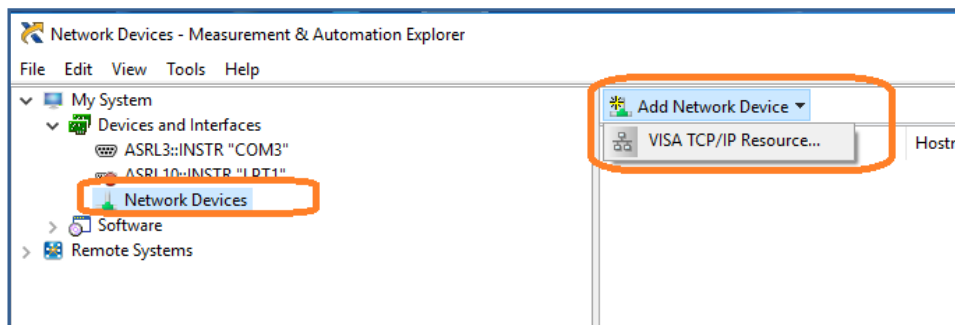 Network Devices - Measurement & Automation Explorer
File Edit View Tools Help
My System
Devices and Interfaces
ASRL3::INSTR "COM3"
ASRL10::INSTR "LPT1"
Network Devices
Software
Remote Systems
Add Network Device
VISA TCP/IP Resource...